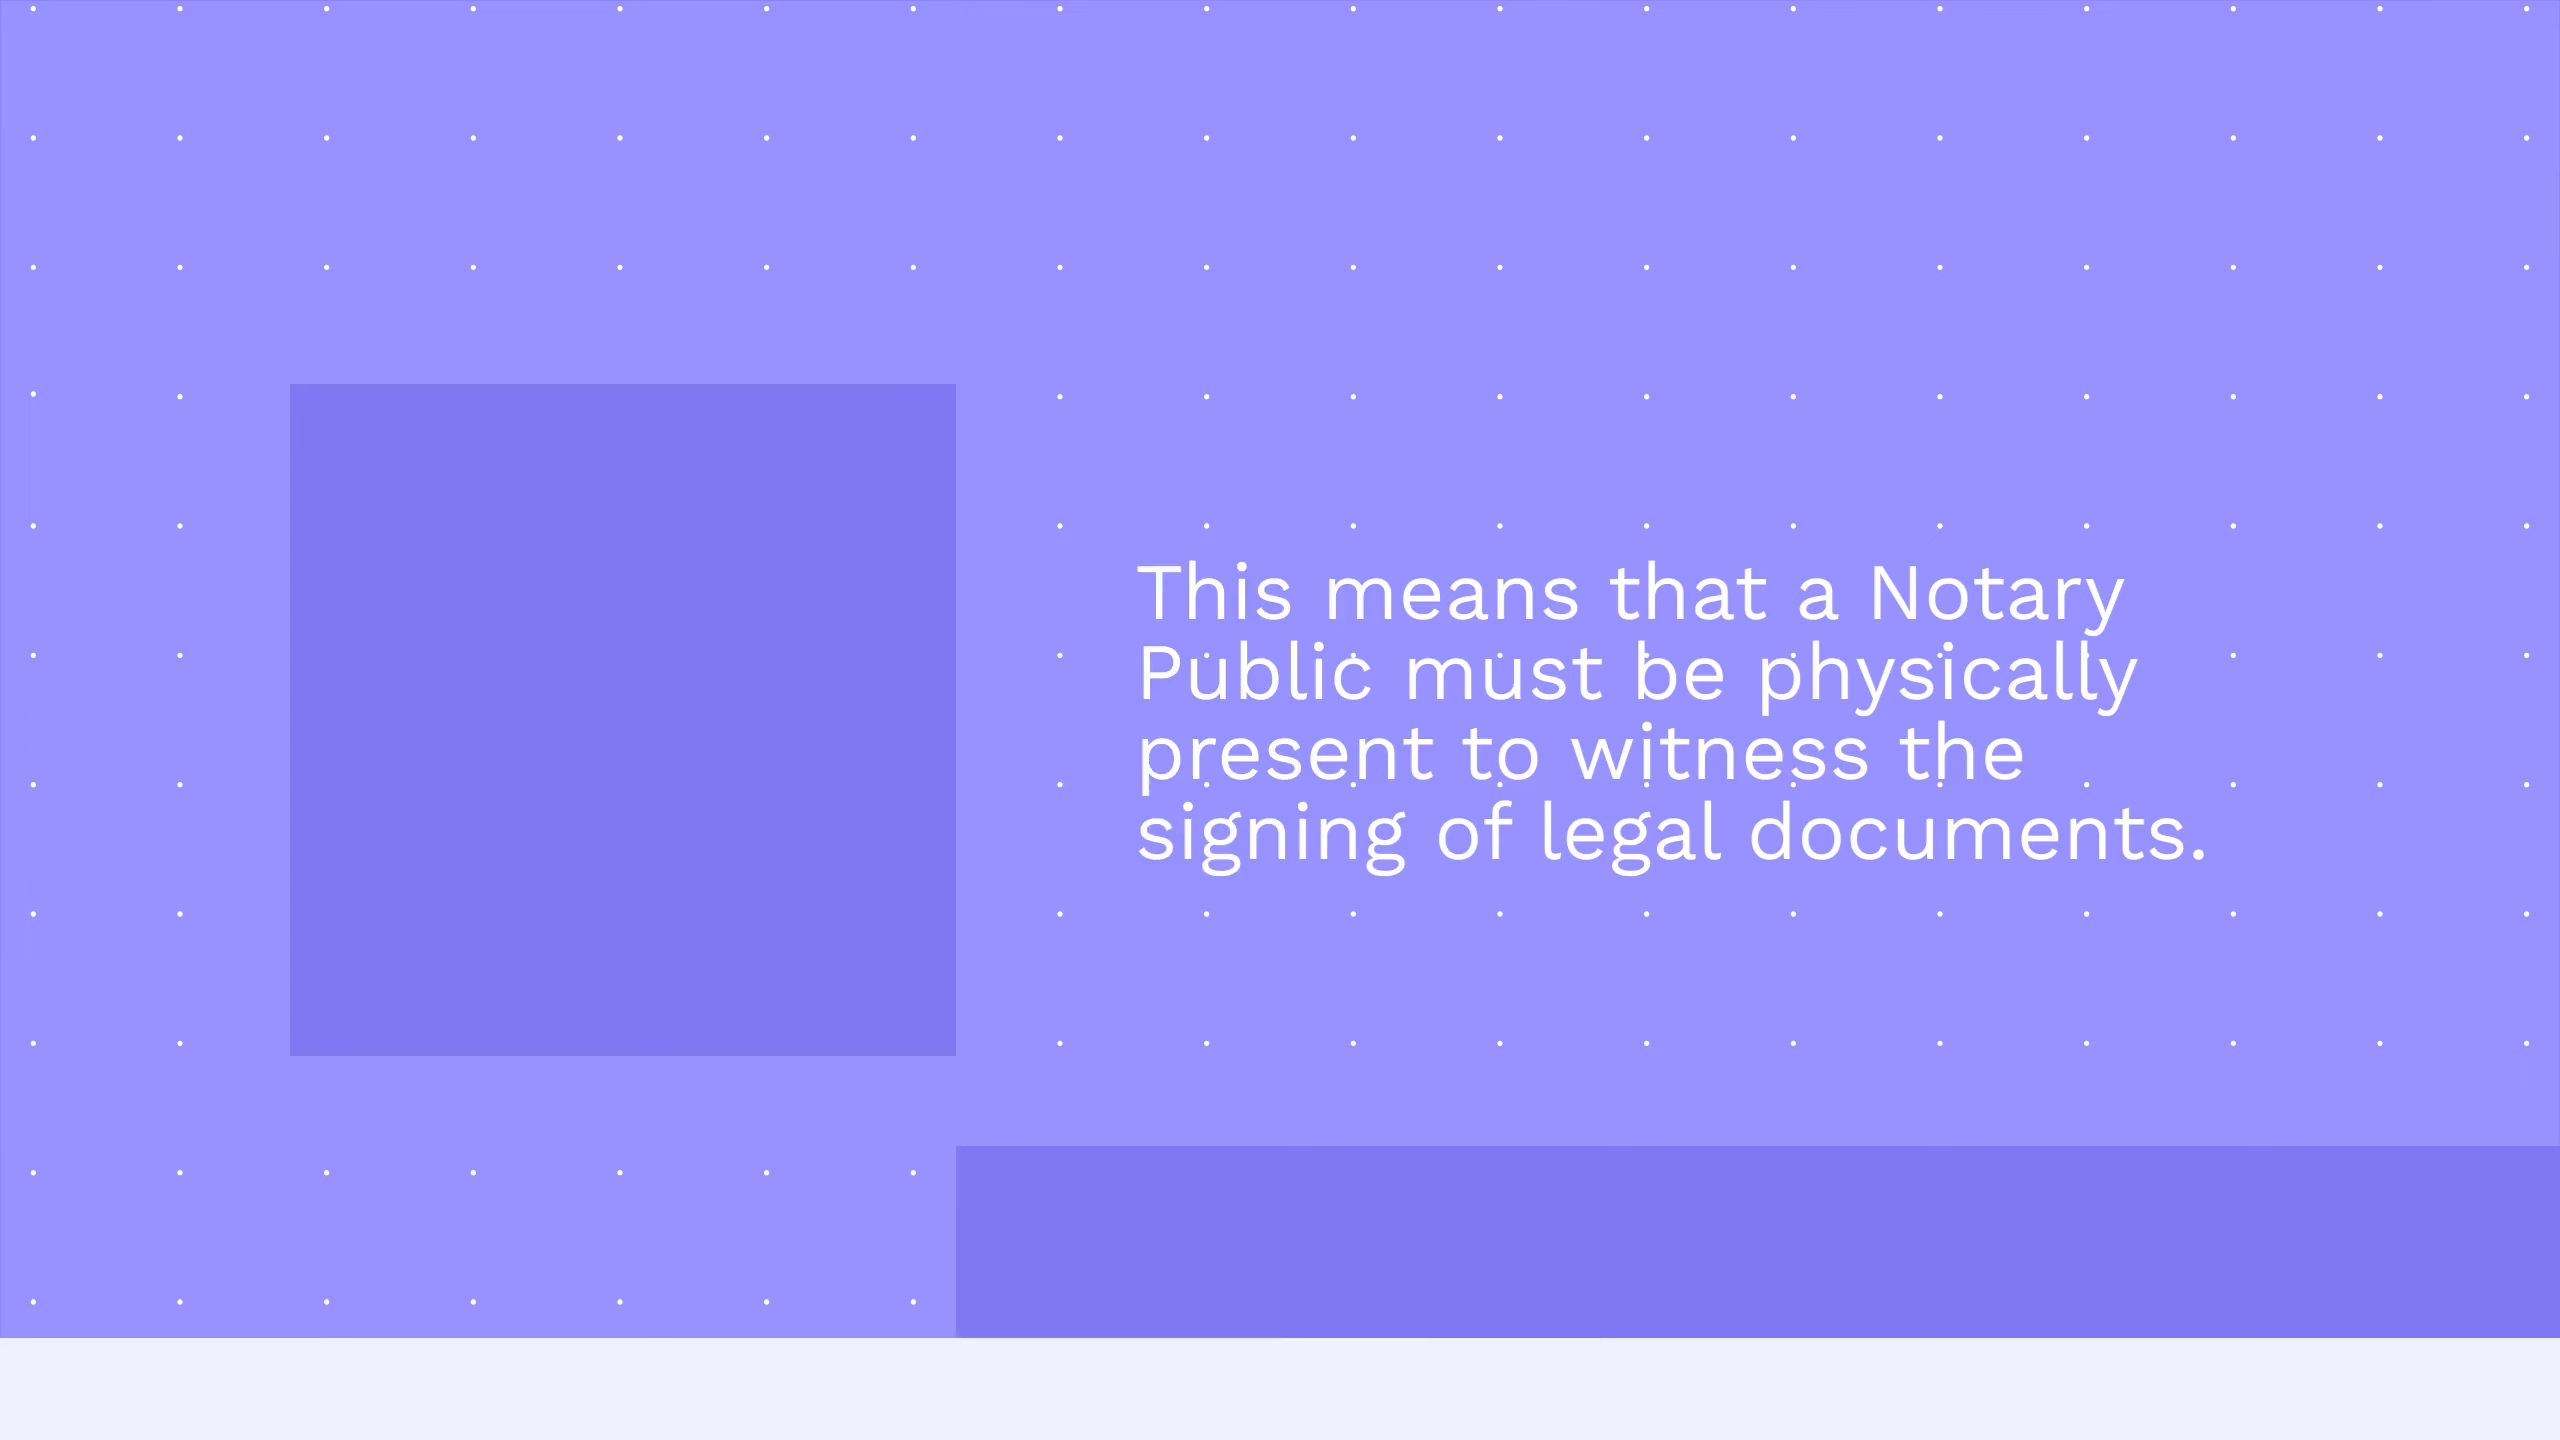 This means that a Notary
Public must be physically
present to witness the
signing of legal documents.